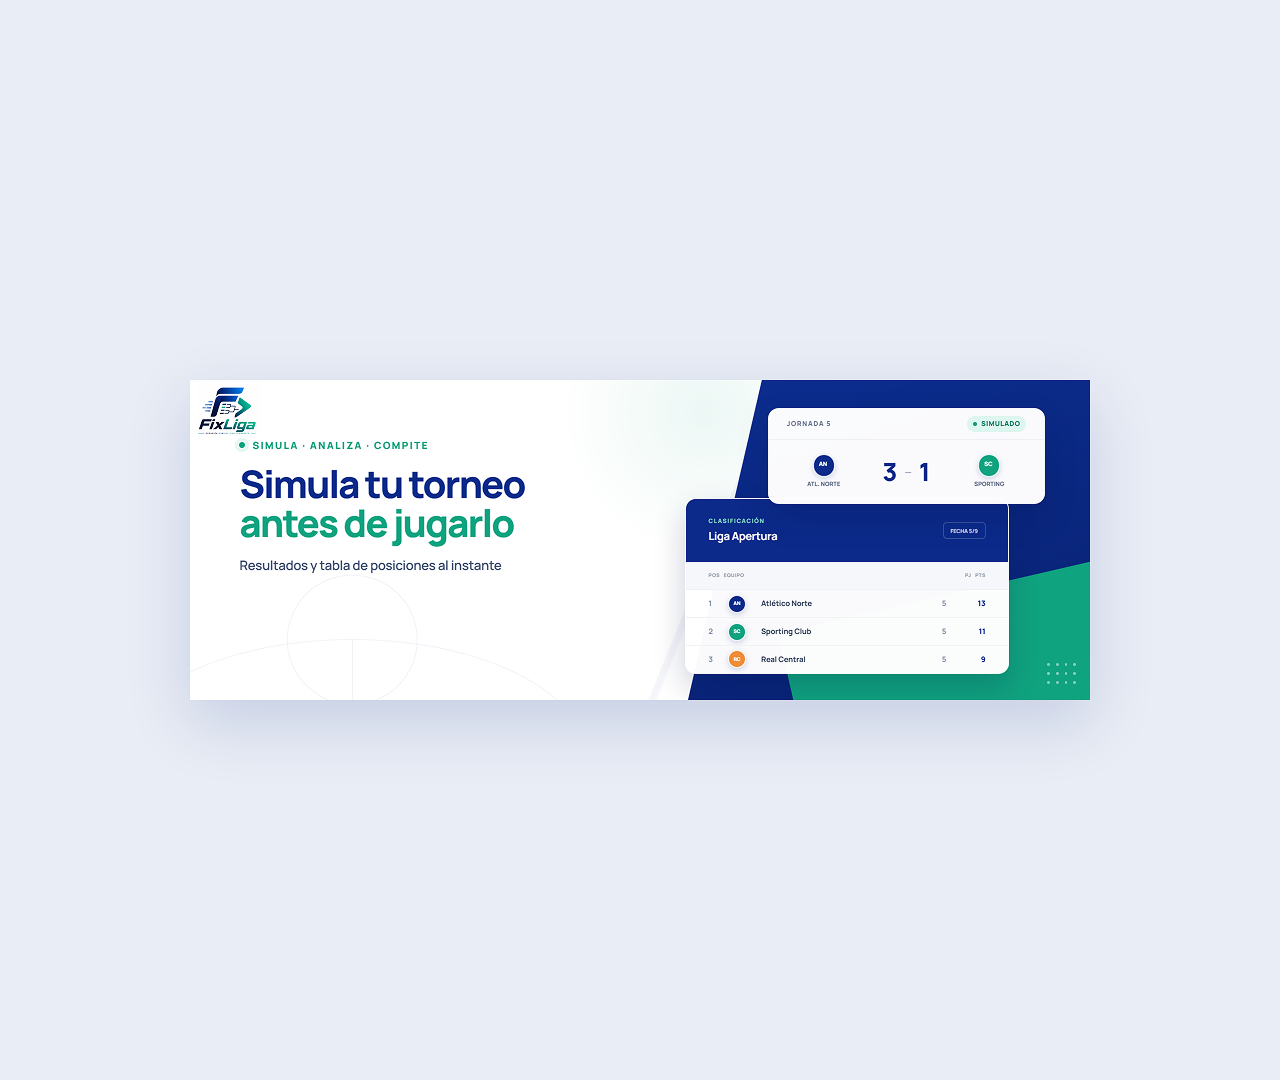 FixLiga
SIMULA · ANALIZA · COMPITE
Simula tu torneo
antes de jugarlo
Resultados y tabla de posiciones al instante
JORNADA 5
SIMULADO
AN
3 – 1
SC
ATL. NORTE
SPORTING
CLASIFICACIÓN
Liga Apertura
FECHA 5/9
POS EQUIPO PJ PTS
1 AN Atlético Norte 5 13
2 SC Sporting Club 5 11
3 RC Real Central 5 9